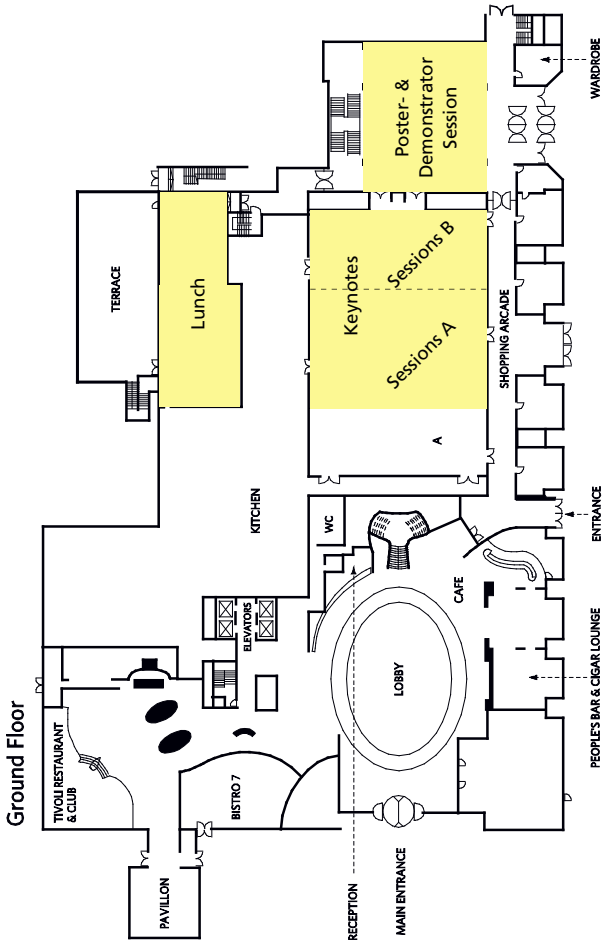 Ground Floor
TIVOLI RESTAURANT
& CLUB
PAVILLON
BISTRO 7
RECEPTION
MAIN ENTRANCE
LOBBY
CAFE
PEOPLE'S BAR & CIGAR LOUNGE
ELEVATORS
WC
ENTRANCE
KITCHEN
A
TERRACE
Lunch
Keynotes
Sessions A
Sessions B
SHOPPING ARCADE
Poster- &
Demonstrator
Session
WARDROBE